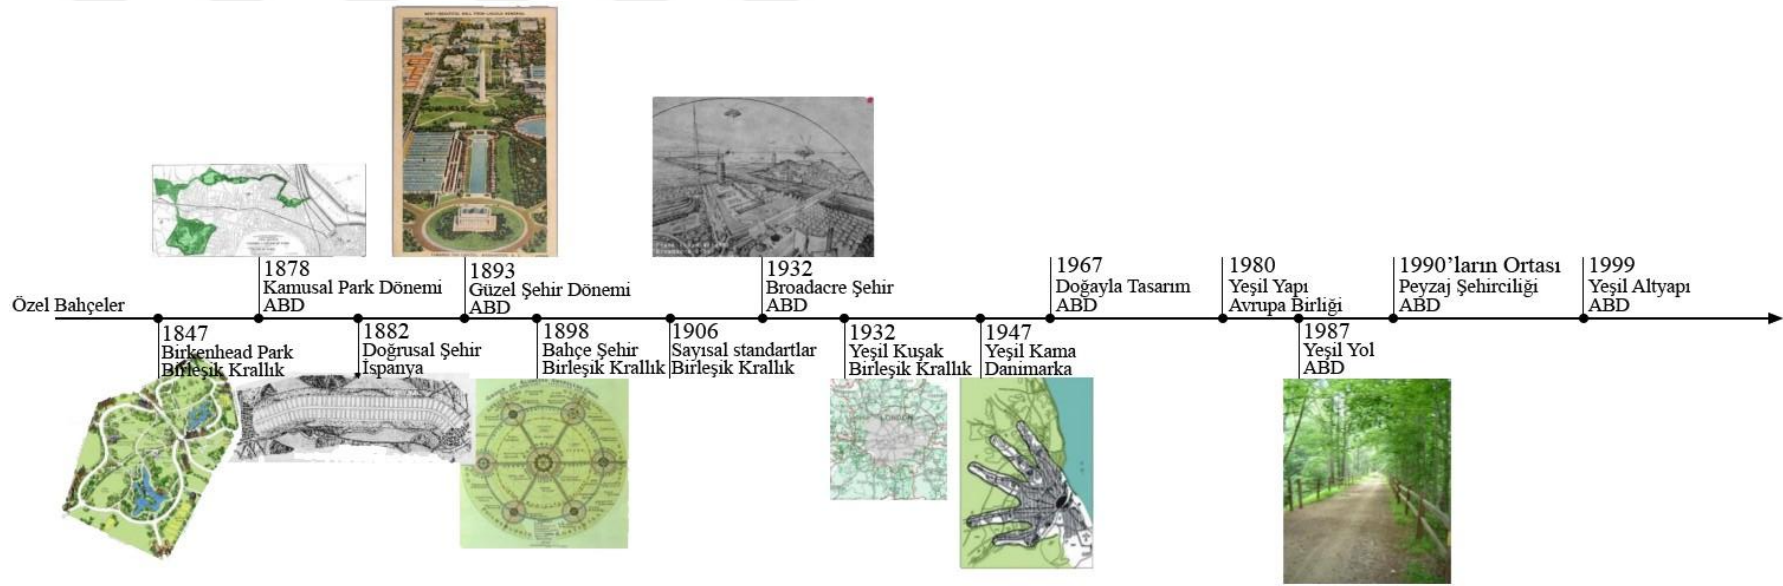 Özel Bahçeler
1847
Birkenhead Park
Birleşik Krallık
1878
Kamusal Park Dönemi
ABD
1882
Doğrusal Şehir
İspanya
1893
Güzel Şehir Dönemi
ABD
1898
Bahçe Şehir
Birleşik Krallık
1906
Sayısal standartlar
Birleşik Krallık
1932
Broadacre Şehir
ABD
1932
Yeşil Kuşak
Birleşik Krallık
LONDON
1947
Yeşil Kama
Danimarka
1967
Doğayla Tasarım
ABD
1980
Yeşil Yapı
Avrupa Birliği
1987
Yeşil Yol
ABD
1990’ların Ortası
Peyzaj Şehirciliği
ABD
1999
Yeşil Altyapı
ABD